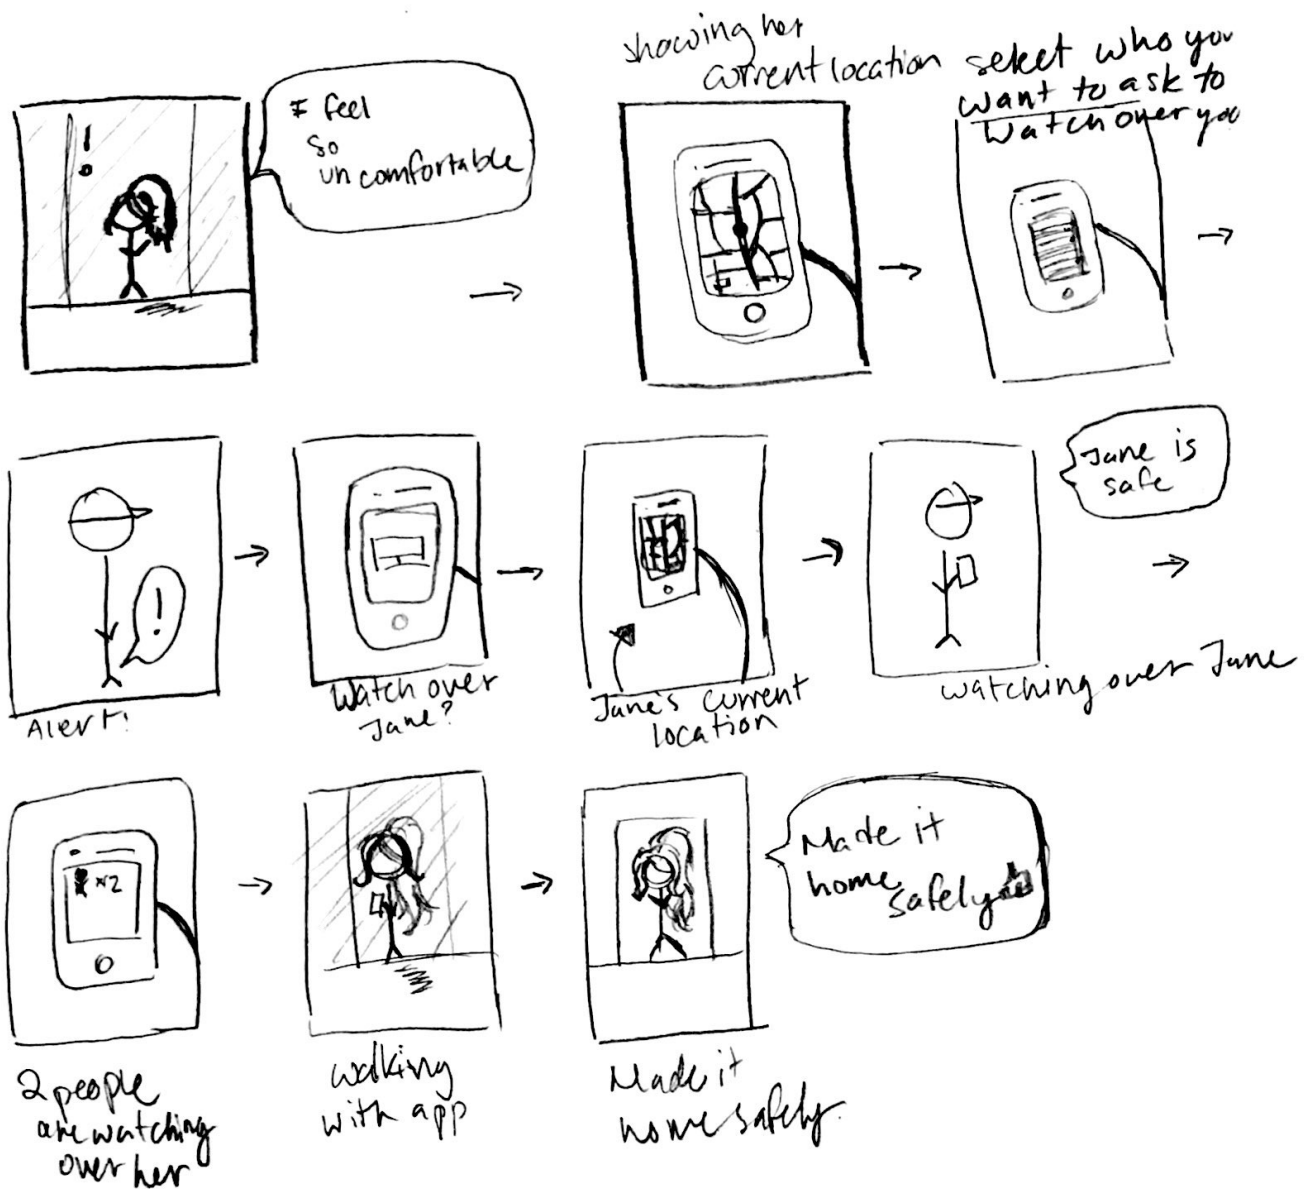 !
I feel
so
uncomfortable
showing her
current location
select who you
want to ask to
watch over you
!
Alert!
Watch over
Jane?
Jane's current
location
Jane is
safe
watching over Jane
x2
2 people
are watching
over her
walking
with app
Made it
home
safely
Made it
home safely.